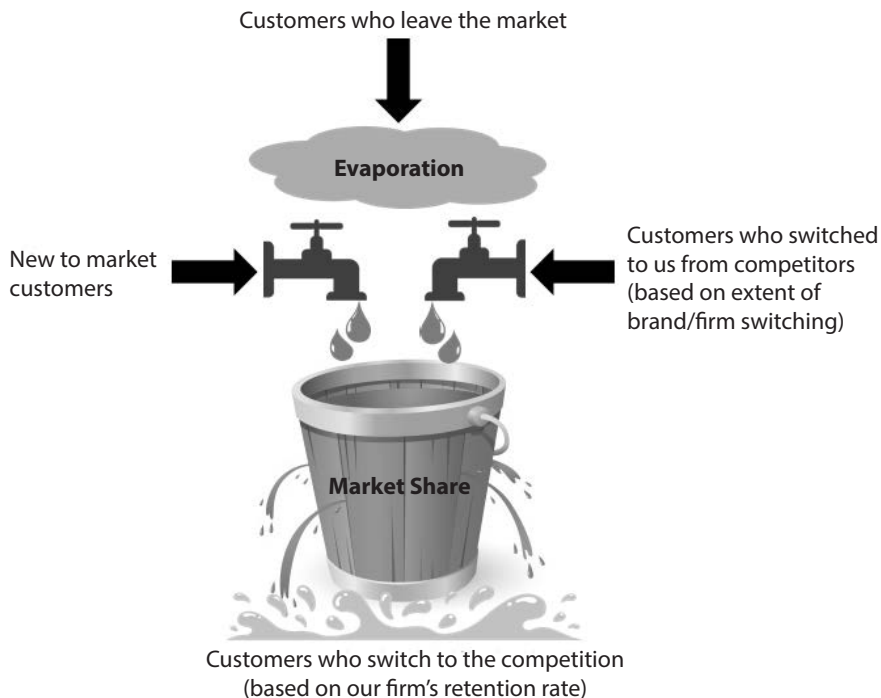 Customers who leave the market
Evaporation
New to market
customers
Customers who switched
to us from competitors
(based on extent of
brand/firm switching)
Market Share
Customers who switch to the competition
(based on our firm’s retention rate)